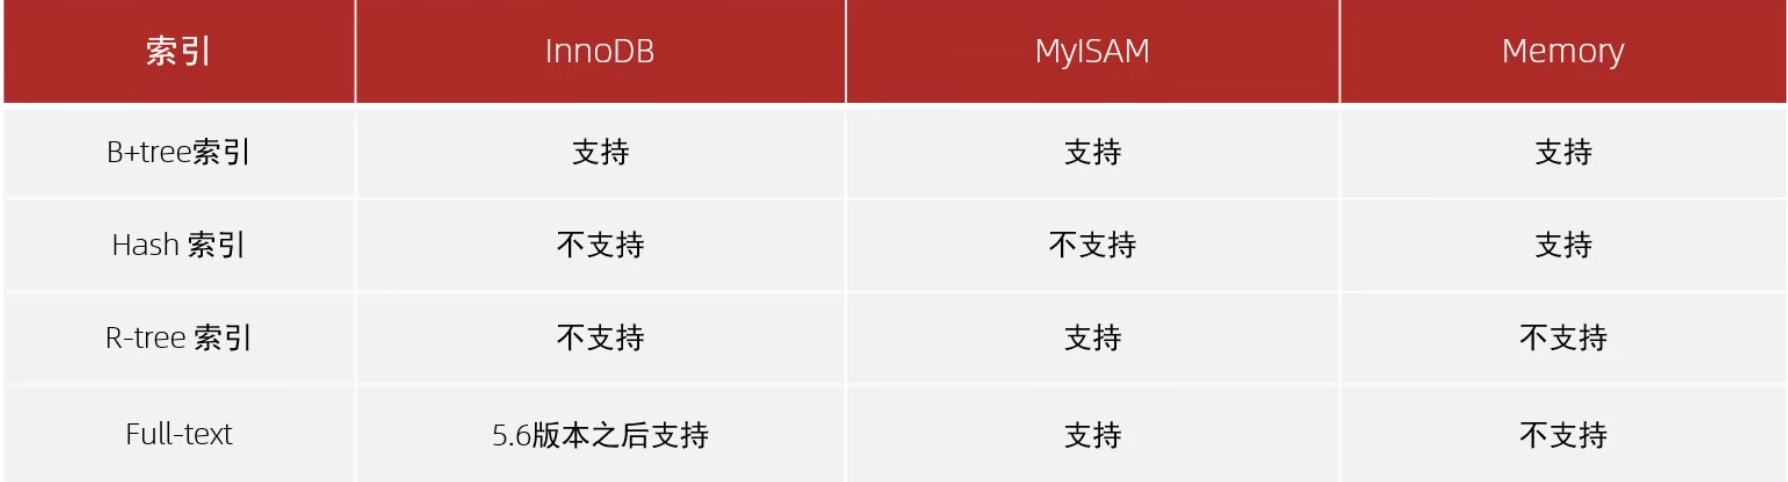 索引 InnoDB MyISAM Memory
B+tree索引 支持 支持 支持
Hash 索引 不支持 不支持 支持
R-tree 索引 不支持 支持 不支持
Full-text 5.6版本之后支持 支持 不支持